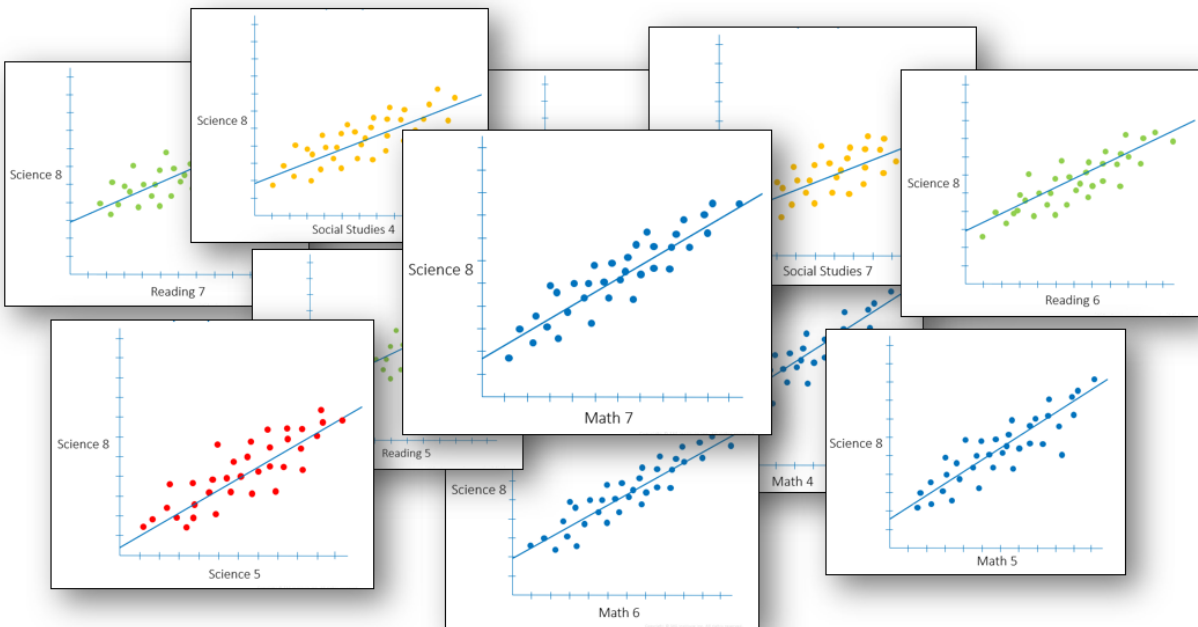 Science 8
Reading 7
Science 8
Social Studies 4
Science 8
Math 7
Social Studies 7
Science 8
Reading 6
Science 8
Science 5
Reading 5
Science 8
Math 6
Math 4
Science 8
Math 5